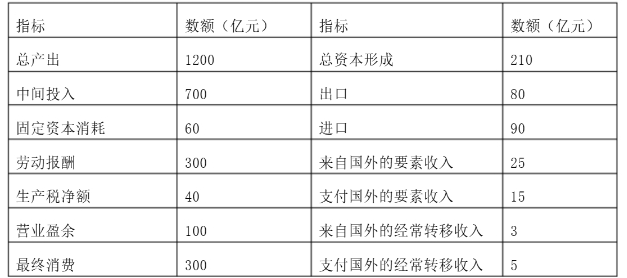 指标 数额（亿元） 指标 数额（亿元）
总产出 1200 总资本形成 210
中间投入 700 出口 80
固定资本消耗 60 进口 90
劳动报酬 300 来自国外的要素收入 25
生产税净额 40 支付国外的要素收入 15
营业盈余 100 来自国外的经常转移收入 3
最终消费 300 支付国外的经常转移收入 5